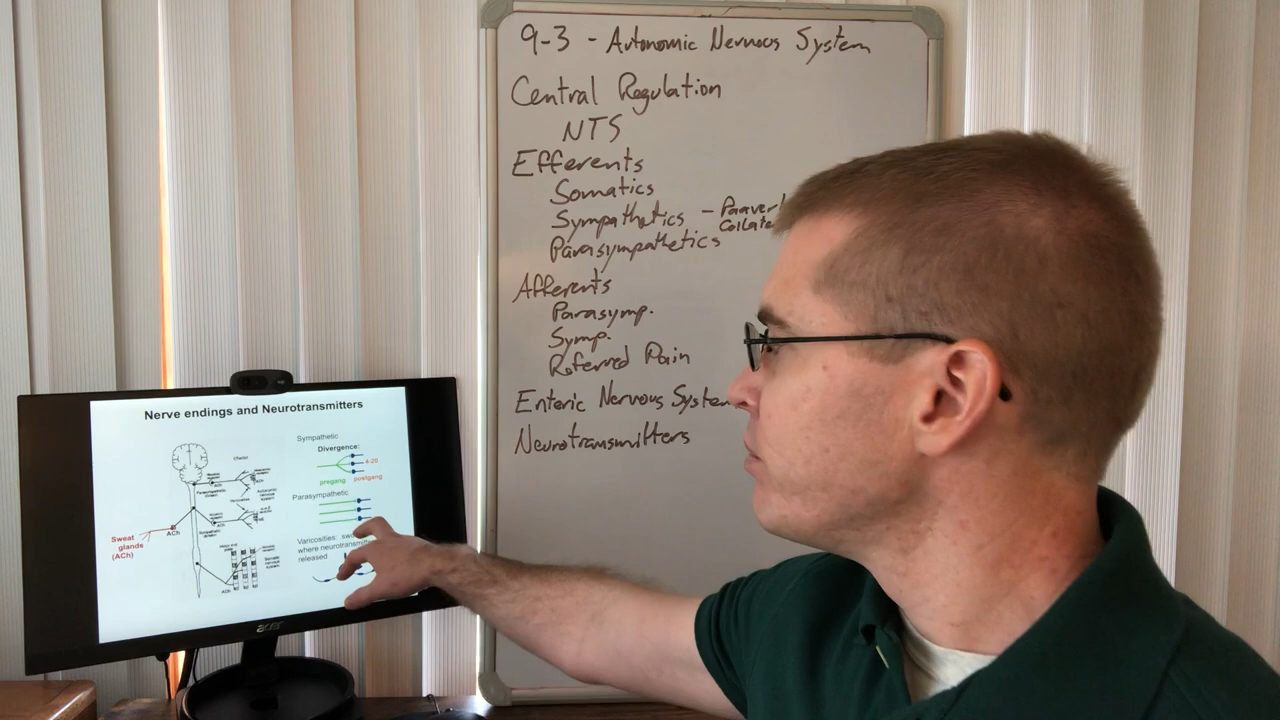 9-3 - Autonomic Nervous System
Central Regulation
NTS
Efferents
Somatics
Sympathetics -
Parasympathetics
Afferents
Parasymp.
Symp.
Referred Pain
Enteric Nervous System
Neurotransmitters
Nerve endings and Neurotransmitters
Sympathetic
Divergence:
4-20
pregang postgang
Parasympathetic
Varicosities:
where
released
Sweat
glands
(ACh)
ACh
ACh
acer